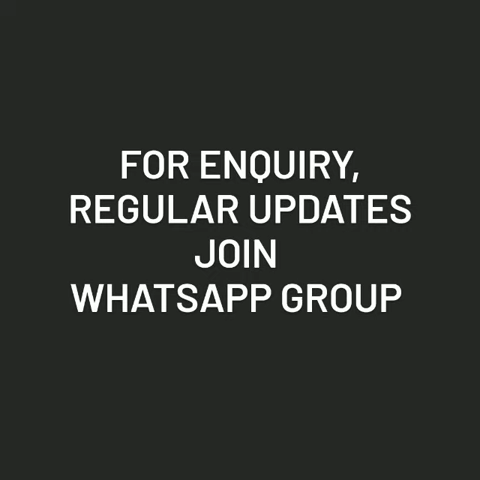 FOR ENQUIRY,
REGULAR UPDATES
JOIN
WHATSAPP GROUP